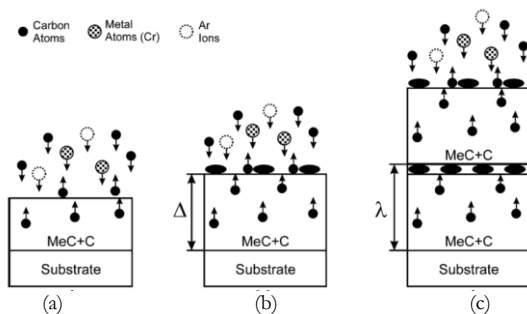 Carbon Atoms
Metal Atoms (Cr)
Ar Ions
MeC+C
Substrate
(a)
Δ
MeC+C
Substrate
(b)
MeC+C
λ
MeC+C
Substrate
(c)